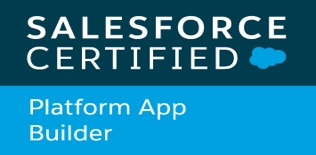 SALESFORCE
CERTIFIED
Platform App
Builder